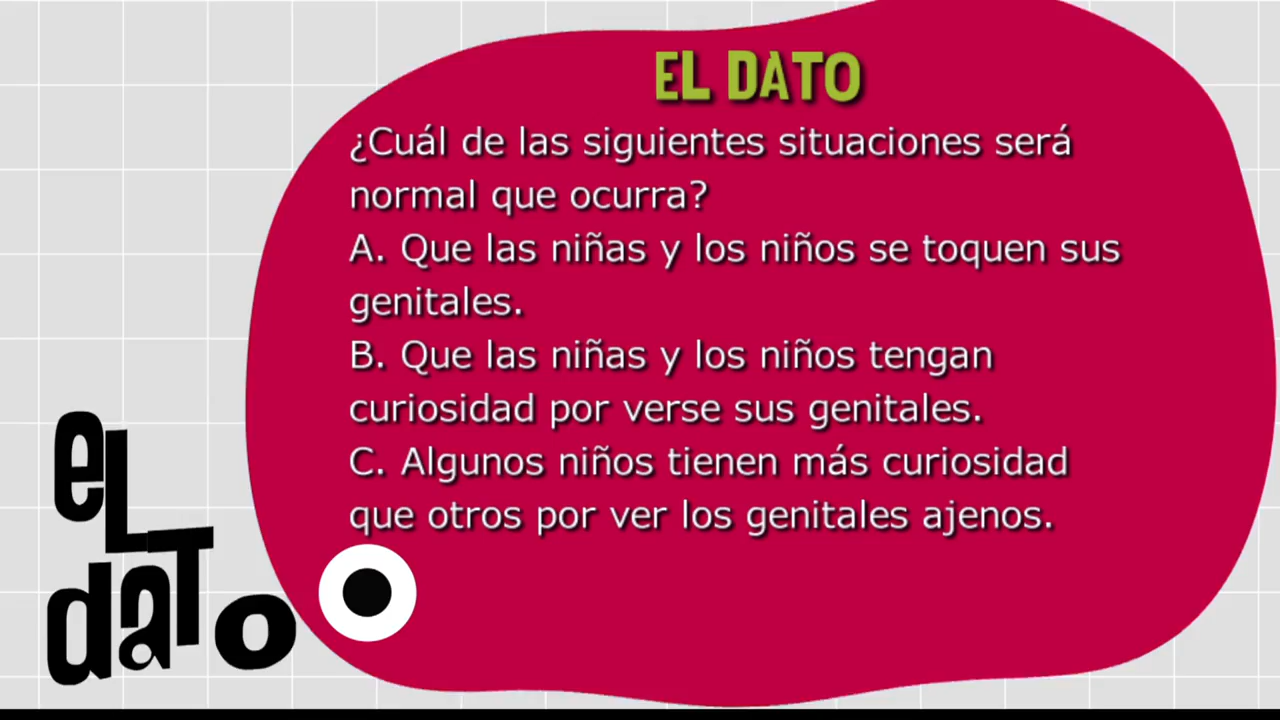 EL DATO
¿Cuál de las siguientes situaciones será
normal que ocurra?
A. Que las niñas y los niños se toquen sus
genitales.
B. Que las niñas y los niños tengan
curiosidad por verse sus genitales.
C. Algunos niños tienen más curiosidad
que otros por ver los genitales ajenos.
eL
daTo